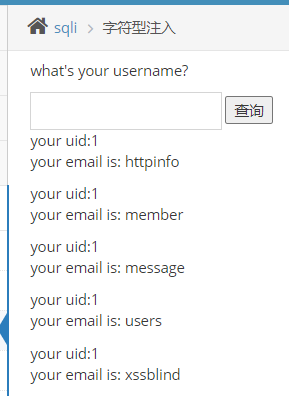 sqli > 字符型注入
what's your username?
查询
your uid:1
your email is: httpinfo
your uid:1
your email is: member
your uid:1
your email is: message
your uid:1
your email is: users
your uid:1
your email is: xssblind